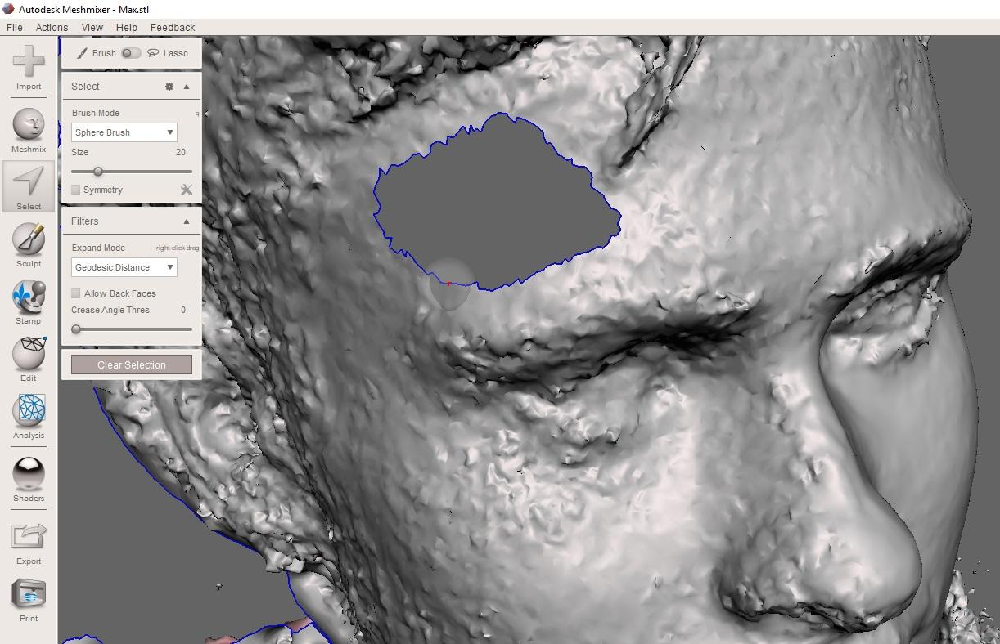 Autodesk Meshmixer - Max.stl
File Actions View Help Feedback
Import
Meshmix
Select
Sculpt
Stamp
Edit
Analysis
Shaders
Export
Print
Brush Lasso
Select
Brush Mode q
Sphere Brush
Size 20
Symmetry
Filters
Expand Mode right-click-drag
Geodesic Distance
Allow Back Faces
Crease Angle Thres 0
Clear Selection